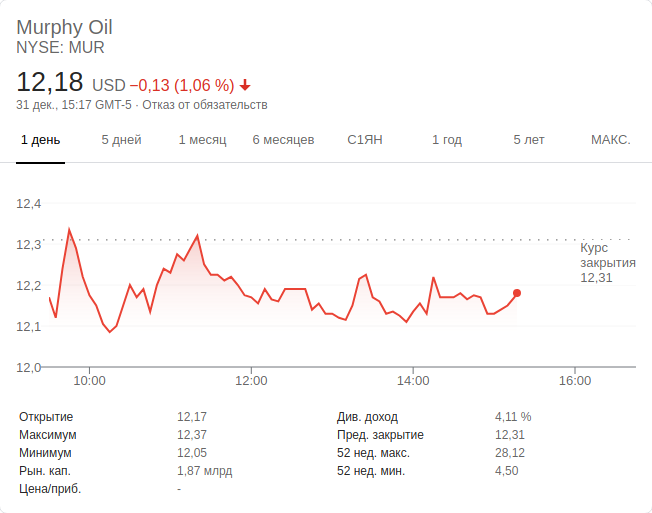 Murphy Oil
NYSE: MUR
12,18 USD −0,13 (1,06 %)
31 дек., 15:17 GMT-5 · Отказ от обязательств
1 день 5 дней 1 месяц 6 месяцев С1ЯН 1 год 5 лет МАКС.
12,4
12,3
Курс
закрытия
12,31
12,2
12,1
12,0
10:00 12:00 14:00 16:00
Открытие 12,17 Див. доход 4,11 %
Максимум 12,37 Пред. закрытие 12,31
Минимум 12,05 52 нед. макс. 28,12
Рын. кап. 1,87 млрд 52 нед. мин. 4,50
Цена/приб. -